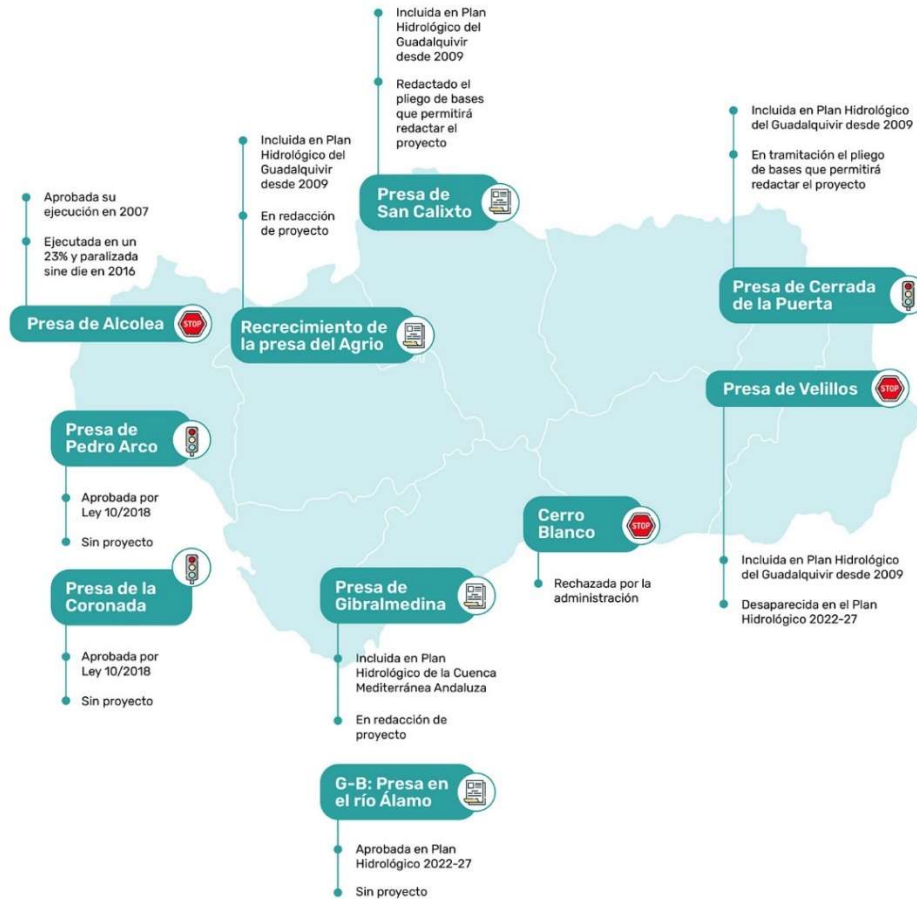 Incluida en Plan
Hidrológico del
Guadalquivir
desde 2009
Redactado el
pliego de bases
que permitirá
redactar el
proyecto
Presa de
San Calixto
Incluida en Plan
Hidrológico del
Guadalquivir
desde 2009
En redacción
de proyecto
Recrecimiento de
la presa del Agrio
Incluida en Plan Hidrológico
del Guadalquivir desde 2009
En tramitación el pliego
de bases que permitirá
redactar el proyecto
Presa de Cerrada
de la Puerta
Aprobada su
ejecución en 2007
Ejecutada en un
23% y paralizada
sine die en 2016
Presa de Alcolea
STOP
Presa de Velillos
STOP
Incluida en Plan Hidrológico
del Guadalquivir desde 2009
Desaparecida en el Plan
Hidrológico 2022-27
Presa de
Pedro Arco
Aprobada por
Ley 10/2018
Sin proyecto
Cerro
Blanco
STOP
Rechazada por la
administración
Presa de la
Coronada
Aprobada por
Ley 10/2018
Sin proyecto
Presa de
Gibralmedina
Incluida en Plan
Hidrológico de la Cuenca
Mediterránea Andaluza
En redacción de
proyecto
G-B: Presa en
el río Álamo
Aprobada en Plan
Hidrológico 2022-27
Sin proyecto